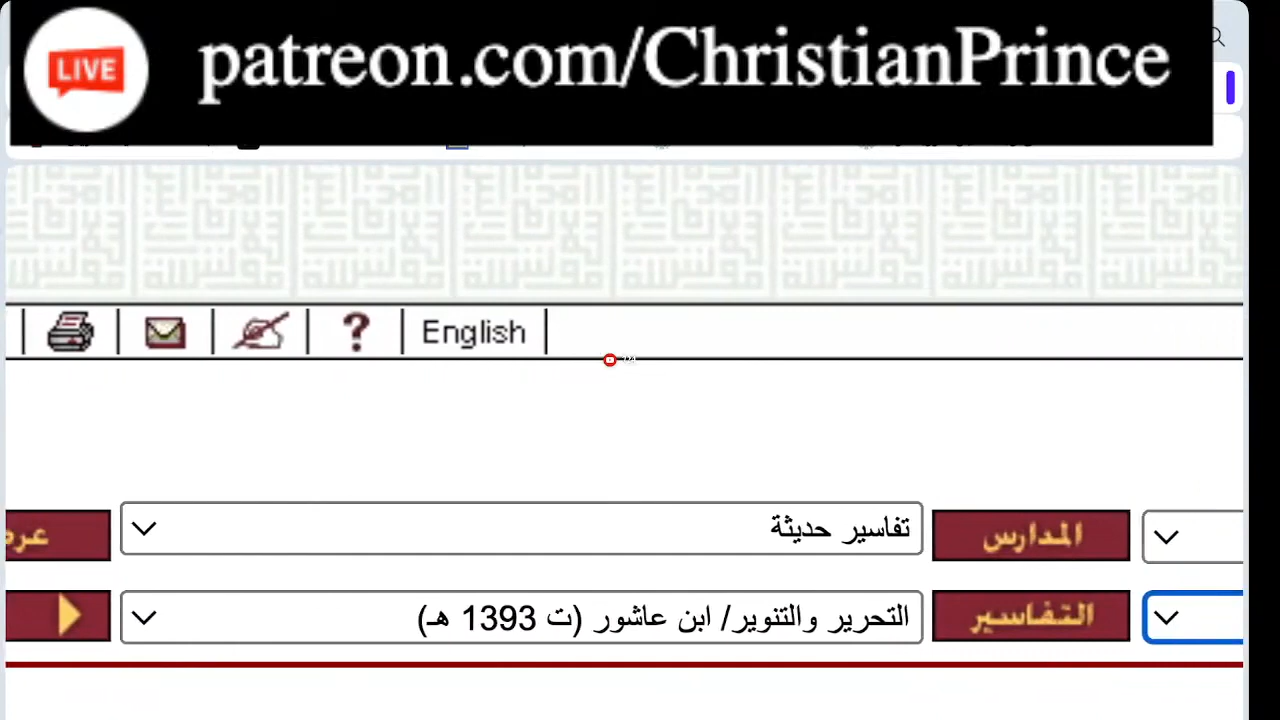 LIVE patreon.com/ChristianPrince
English
المدارس تفاسير حديثة
التفاسير التحرير والتنوير/ ابن عاشور (ت 1393 هـ)